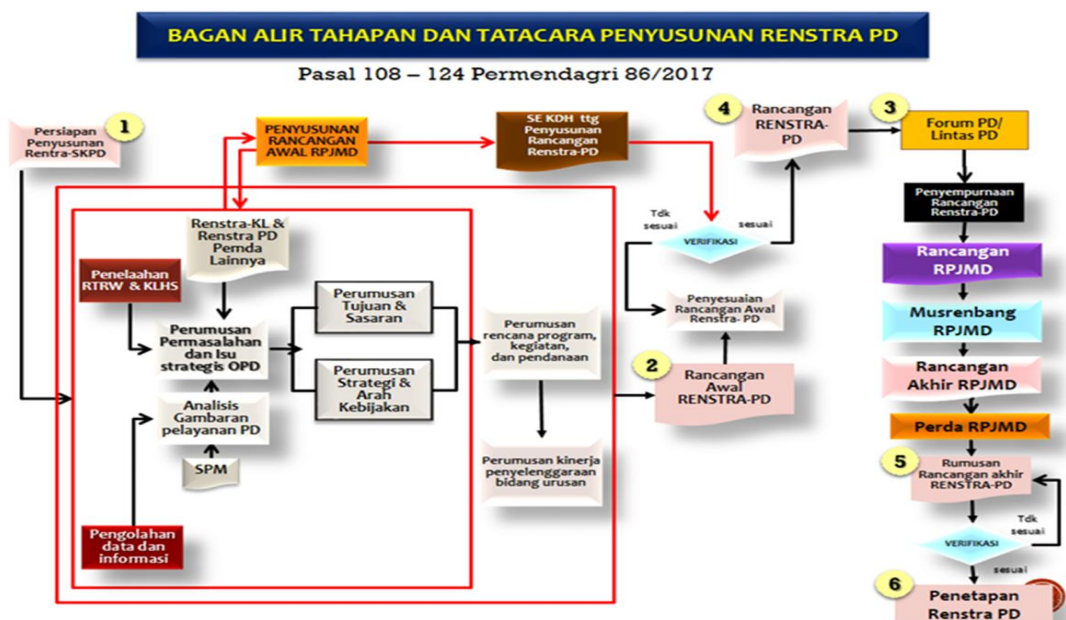 BAGAN ALIR TAHAPAN DAN TATACARA PENYUSUNAN RENSTRA PD
Pasal 108 – 124 Permendagri 86/2017
1
Persiapan
Penyusunan
Rentra-SKPD
PENYUSUNAN
RANCANGAN
AWAL RPJMD
SE KDH ttg
Penyusunan
Rancangan
Renstra-PD
4
Rancangan
RENSTRA-
PD
3
Forum PD/
Lintas PD
Penyempurnaan
Rancangan
Renstra-PD
Rancangan
RPJMD
Musrenbang
RPJMD
Rancangan
Akhir RPJMD
Perda RPJMD
5
Rumusan
Rancangan akhir
RENSTRA-PD
Tdk
sesuai
VERIFIKASI
sesuai
6
Penetapan
Renstra PD
Tdk
sesuai
sesuai
VERIFIKASI
Penyesuaian
Rancangan Awal
Renstra- PD
2
Rancangan
Awal
RENSTRA-PD
Renstra-KL &
Renstra PD
Pemda
Lainnya
Penelaahan
RTRW & KLHS
Perumusan
Permasalahan
dan Isu
strategis OPD
Perumusan
Tujuan &
Sasaran
Perumusan
Strategi &
Arah
Kebijakan
Perumusan
rencana program,
kegiatan,
dan pendanaan
Analisis
Gambaran
pelayanan PD
SPM
Perumusan kinerja
penyelenggaraan
bidang urusan
Pengolahan
data dan
informasi